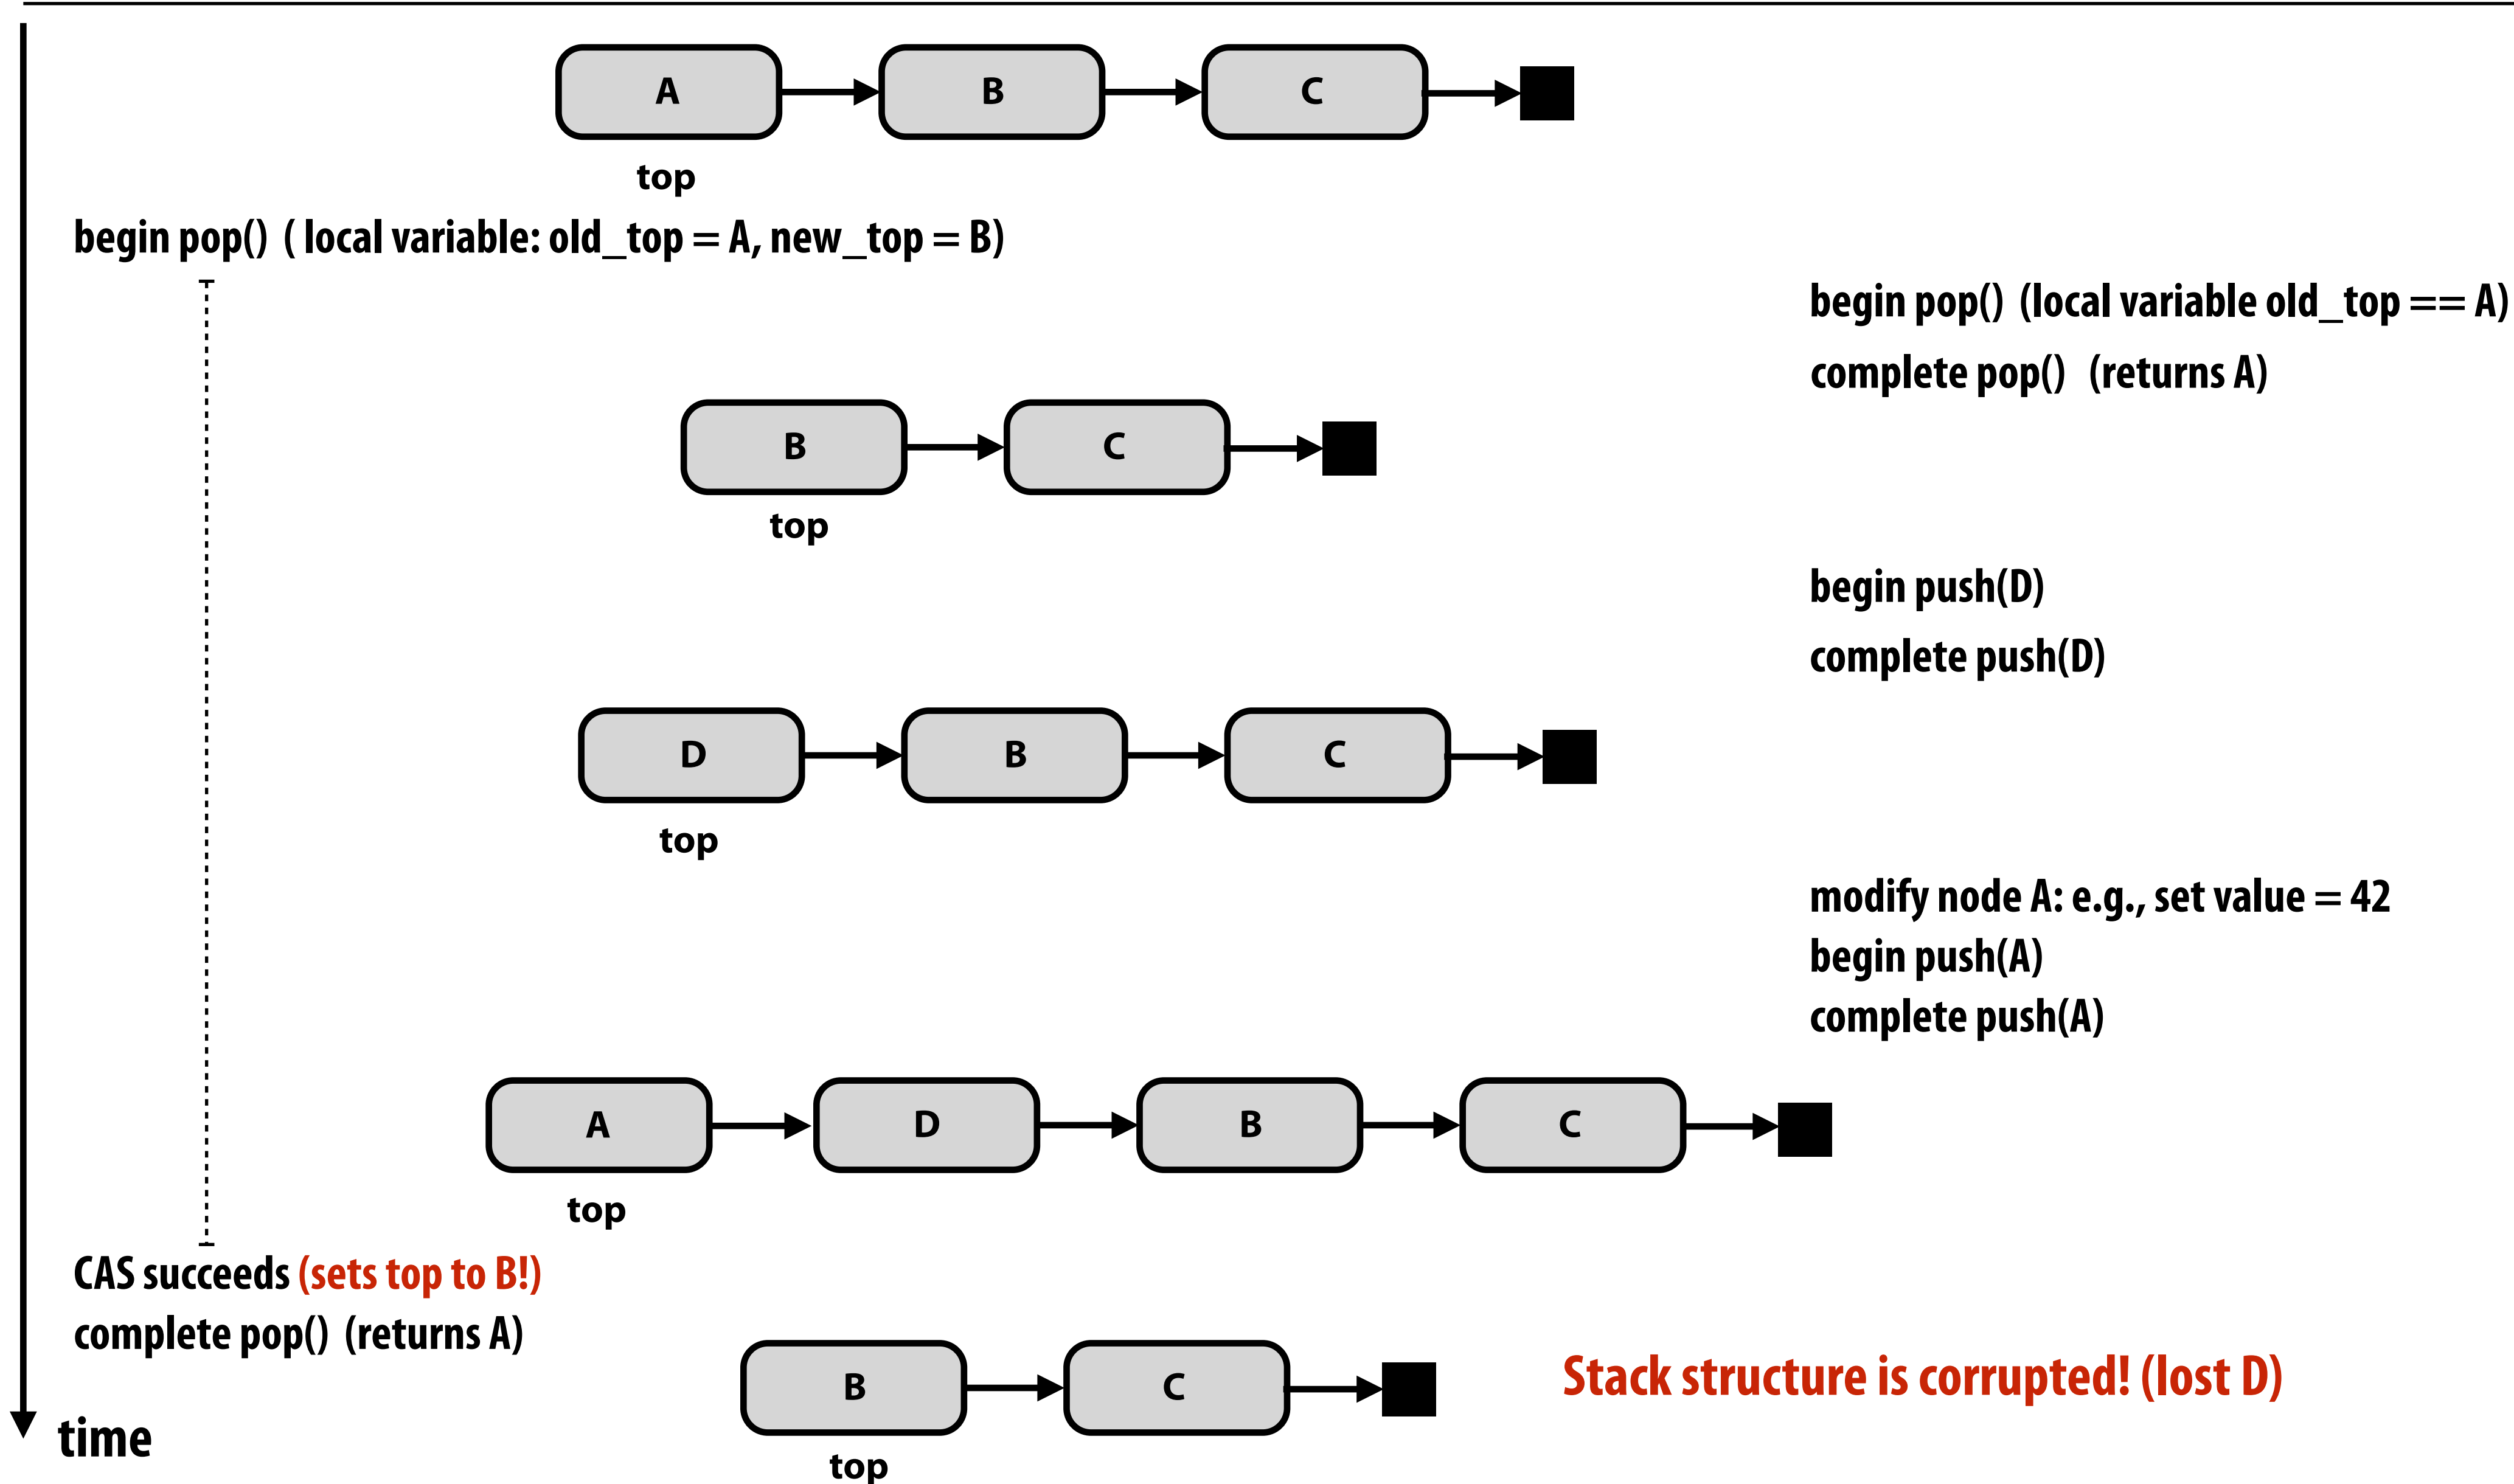 A B C
top
begin pop() ( local variable: old_top = A, new_top = B)
begin pop() (local variable old_top == A)
complete pop() (returns A)
B C
top
begin push(D)
complete push(D)
D B C
top
modify node A: e.g., set value = 42
begin push(A)
complete push(A)
A D B C
top
CAS succeeds (sets top to B!)
complete pop() (returns A)
B C
Stack structure is corrupted! (lost D)
time
top